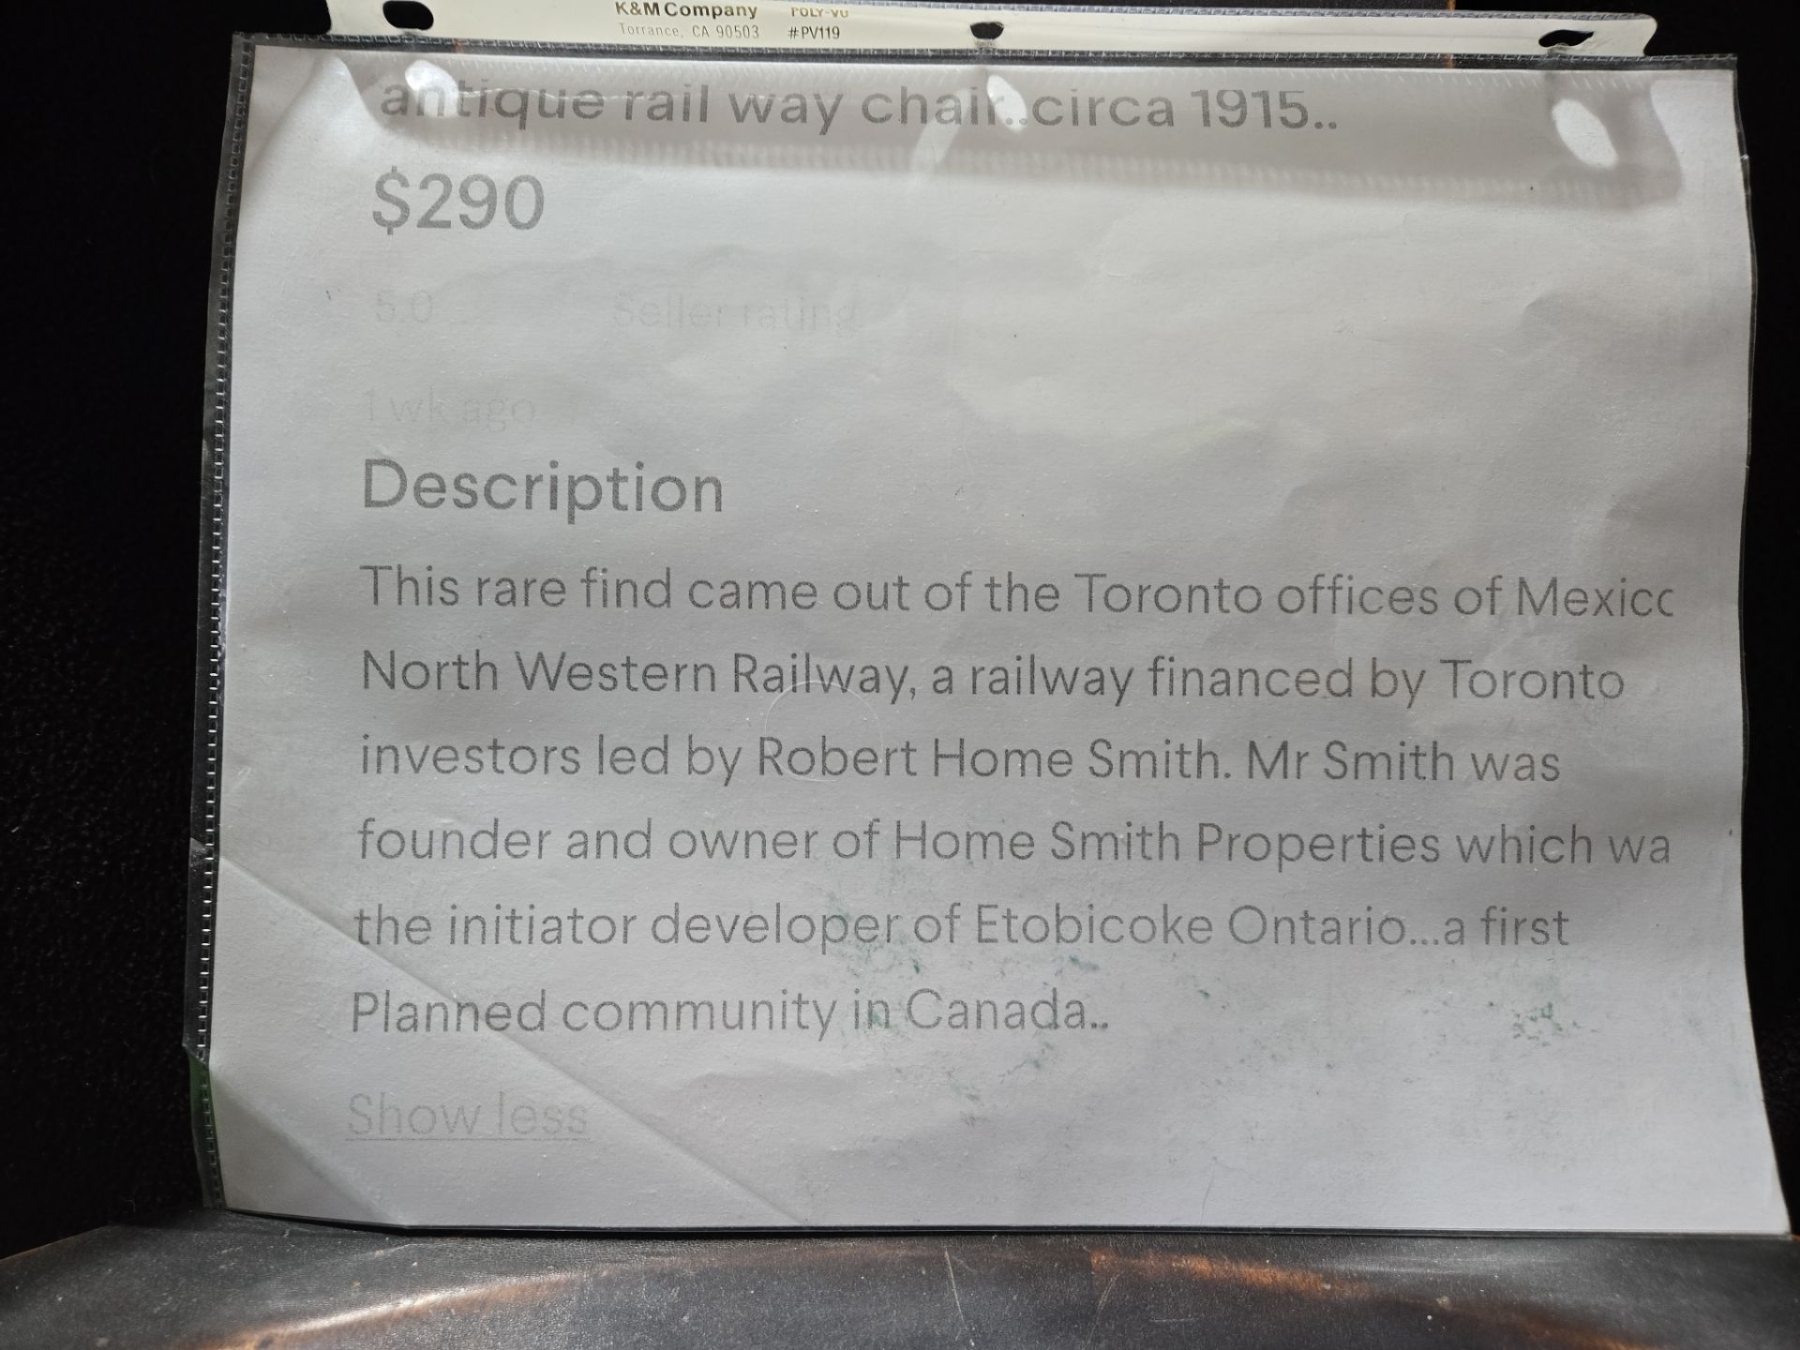 K&M Company POLY-VU
Torrance, CA 90503 #PV119
antique rail way chair..circa 1915..
$290
5.0 Seller rating
1 wk ago
Description
This rare find came out of the Toronto offices of Mexicc
North Western Railway, a railway financed by Toronto
investors led by Robert Home Smith. Mr Smith was
founder and owner of Home Smith Properties which wa
the initiator developer of Etobicoke Ontario...a first
Planned community in Canada..
Show less